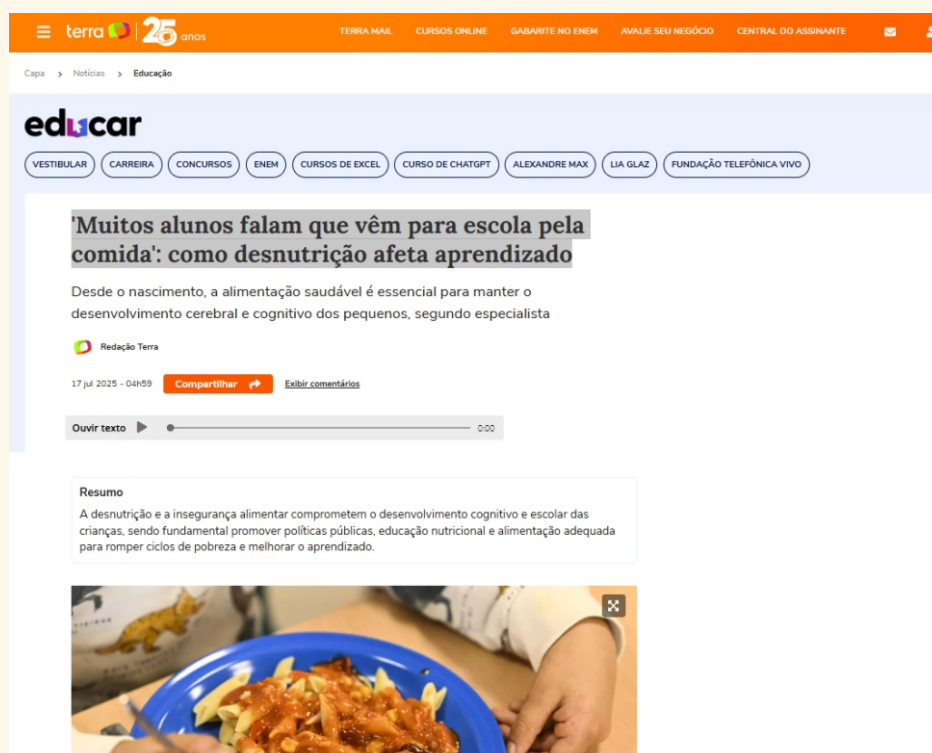 terra 25 anos
TERRA MAIL CURSOS ONLINE GABARITE NO ENEM AVALIE SEU NEGÓCIO CENTRAL DO ASSINANTE
Capa > Notícias > Educação
educar
VESTIBULAR CARREIRA CONCURSOS ENEM CURSOS DE EXCEL CURSO DE CHATGPT ALEXANDRE MAX LIA GLAZ FUNDAÇÃO TELEFÔNICA VIVO
'Muitos alunos falam que vêm para escola pela
comida': como desnutrição afeta aprendizado
Desde o nascimento, a alimentação saudável é essencial para manter o
desenvolvimento cerebral e cognitivo dos pequenos, segundo especialista
Redação Terra
17 jul 2025 - 04h59 Compartilhar Exibir comentários
Ouvir texto 0:00
Resumo
A desnutrição e a insegurança alimentar comprometem o desenvolvimento cognitivo e escolar das
crianças, sendo fundamental promover políticas públicas, educação nutricional e alimentação adequada
para romper ciclos de pobreza e melhorar o aprendizado.